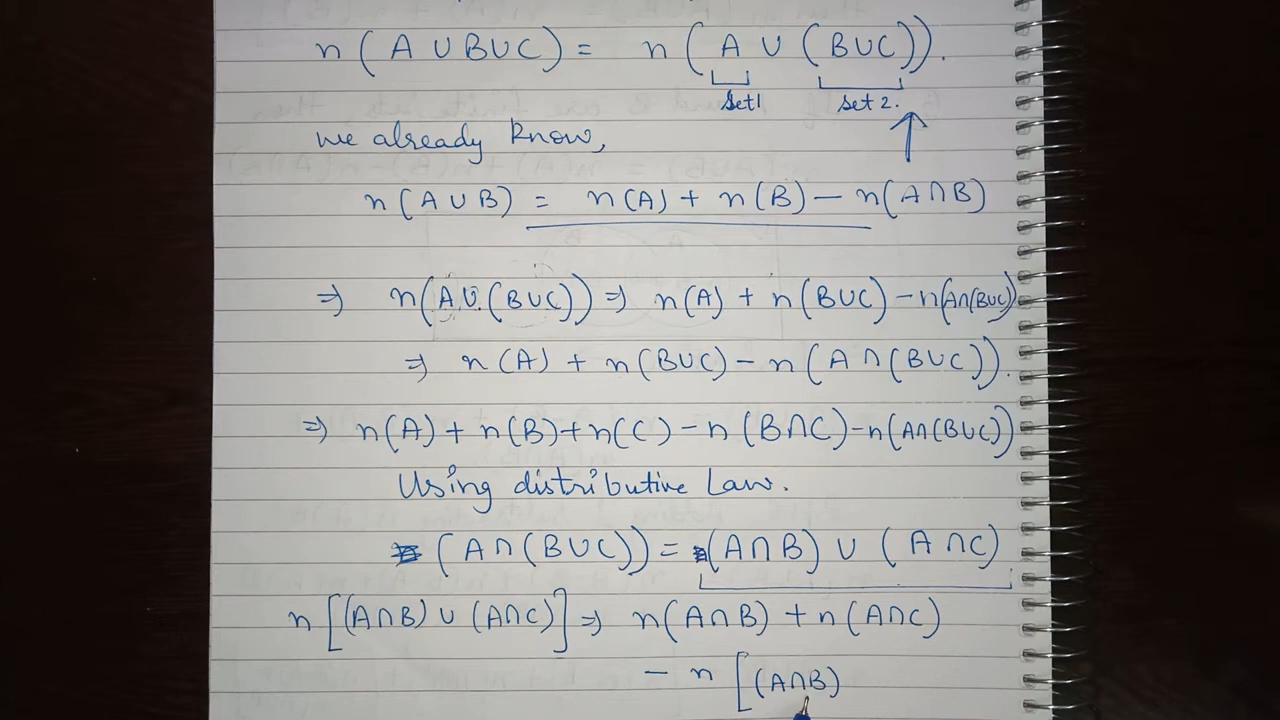 n(A∪B∪C) = n(A ∪ (B∪C)).
Set1 Set 2.
we already know,
n(A∪B) = n(A) + n(B) − n(A∩B)
⇒ n(A∪(B∪C)) ⇒ n(A) + n(B∪C) − n(A∩(B∪C))
⇒ n(A) + n(B∪C) − n(A∩(B∪C)).
⇒ n(A) + n(B) + n(C) − n(B∩C) − n(A∩(B∪C))
Using distributive Law.
(A∩(B∪C)) = (A∩B) ∪ (A∩C)
n[(A∩B) ∪ (A∩C)] ⇒ n(A∩B) + n(A∩C)
− n[(A∩B)